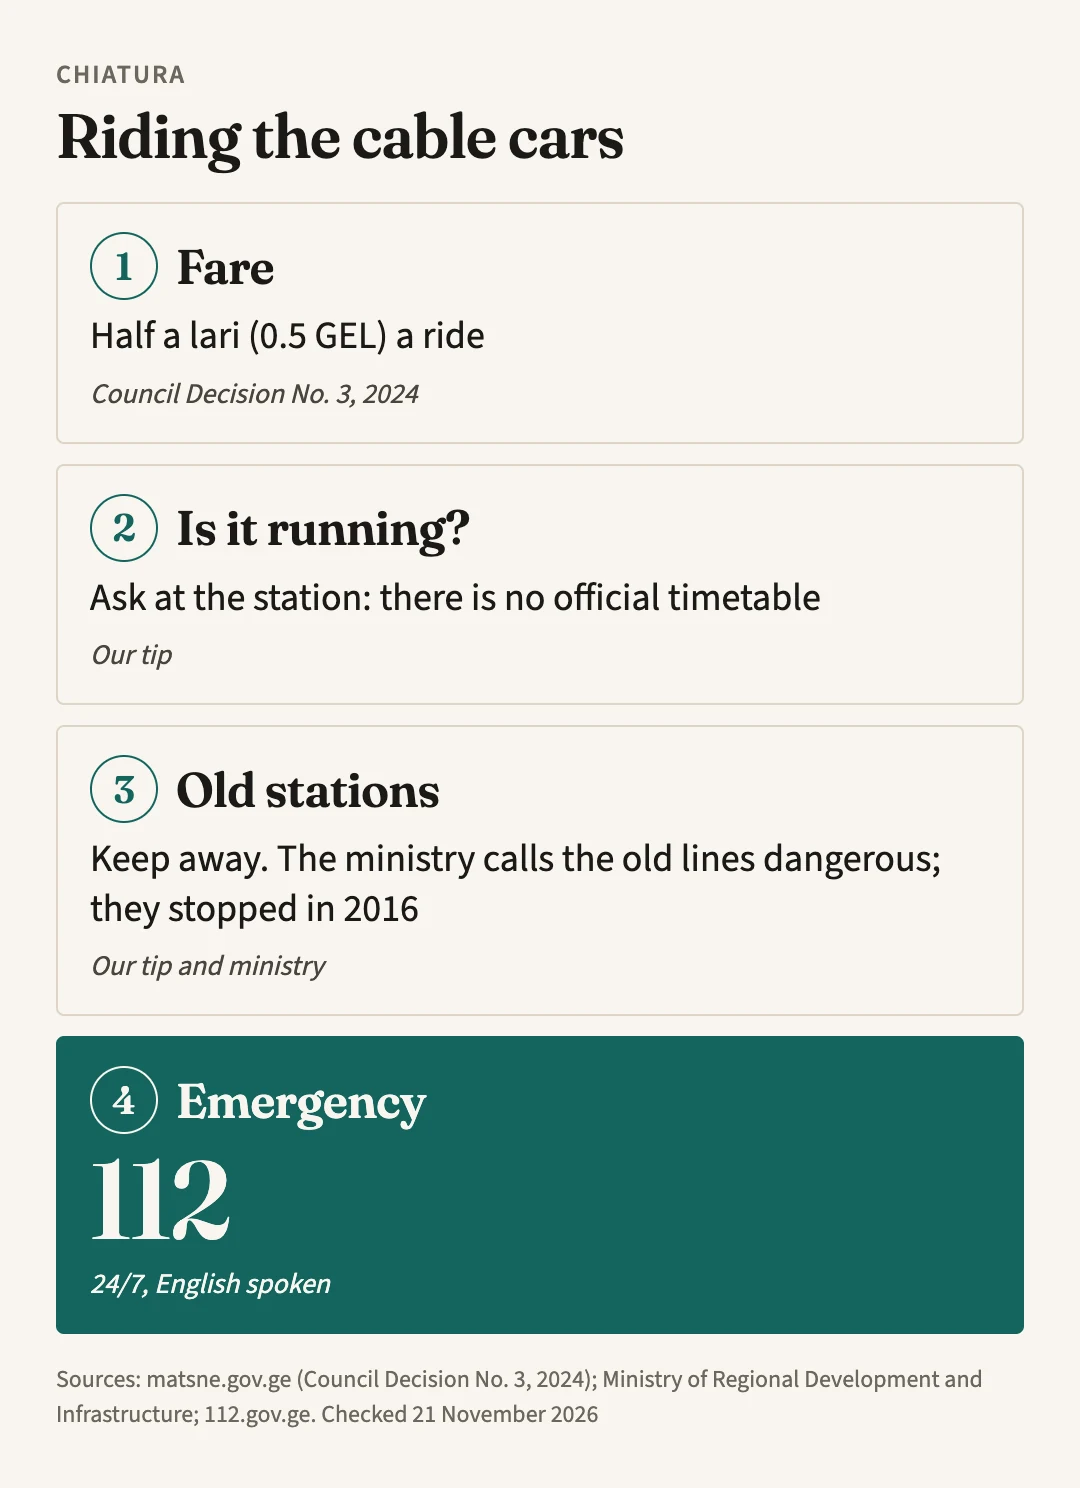 CHIATURA
Riding the cable cars
1 Fare
Half a lari (0.5 GEL) a ride
Council Decision No. 3, 2024
2 Is it running?
Ask at the station: there is no official timetable
Our tip
3 Old stations
Keep away. The ministry calls the old lines dangerous;
they stopped in 2016
Our tip and ministry
4 Emergency
112
24/7, English spoken
Sources: matsne.gov.ge (Council Decision No. 3, 2024); Ministry of Regional Development and
Infrastructure; 112.gov.ge. Checked 21 November 2026